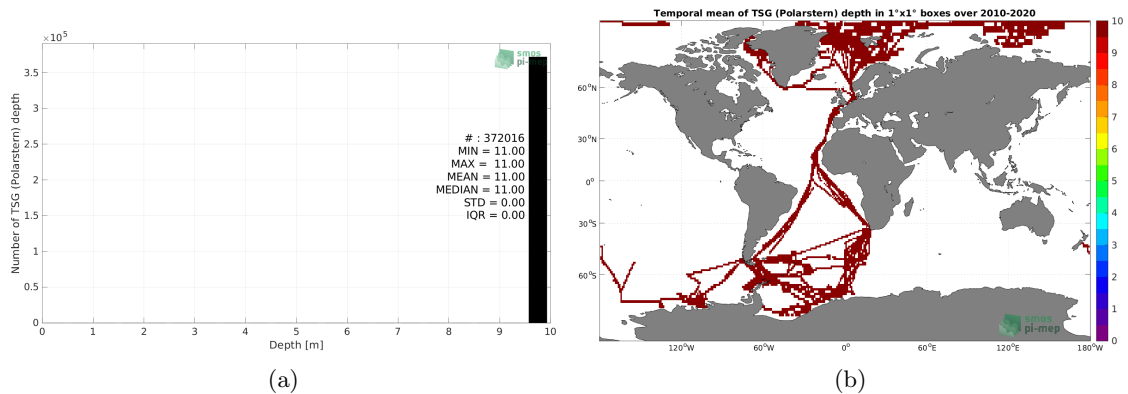 smos
pi-mep
3.5
3
2.5
2
1.5
1
0.5
0
×10⁵
Number of TSG (Polarstern) depth
# : 372016
MIN = 11.00
MAX = 11.00
MEAN = 11.00
MEDIAN = 11.00
STD = 0.00
IQR = 0.00
0 1 2 3 4 5 6 7 8 9 10
Depth [m]
(a)
Temporal mean of TSG (Polarstern) depth in 1°x1° boxes over 2010-2020
60°N
30°N
0°
30°S
60°S
120°W 60°W 0° 60°E 120°E 180°W
smos
pi-mep
10
9
8
7
6
5
4
3
2
1
0
(b)